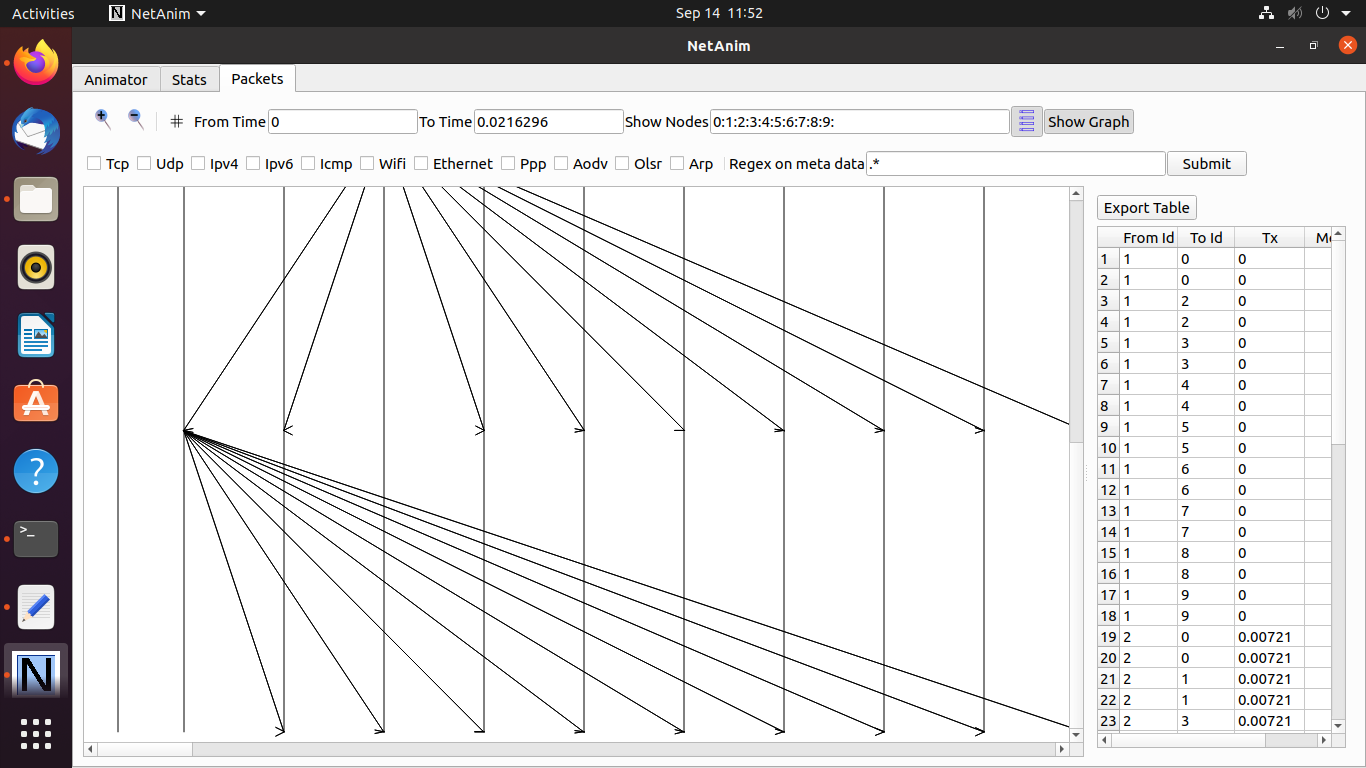 Activities NetAnim Sep 14 11:52
NetAnim
Animator Stats Packets
From Time 0 To Time 0.0216296 Show Nodes 0:1:2:3:4:5:6:7:8:9: Show Graph
Tcp Udp Ipv4 Ipv6 Icmp Wifi Ethernet Ppp Aodv Olsr Arp Regex on meta data .* Submit
Export Table
From Id To Id Tx
1 1 0 0
2 1 0 0
3 1 2 0
4 1 2 0
5 1 3 0
6 1 3 0
7 1 4 0
8 1 4 0
9 1 5 0
10 1 5 0
11 1 6 0
12 1 6 0
13 1 7 0
14 1 7 0
15 1 8 0
16 1 8 0
17 1 9 0
18 1 9 0
19 2 0 0.00721
20 2 0 0.00721
21 2 1 0.00721
22 2 1 0.00721
23 2 3 0.00721